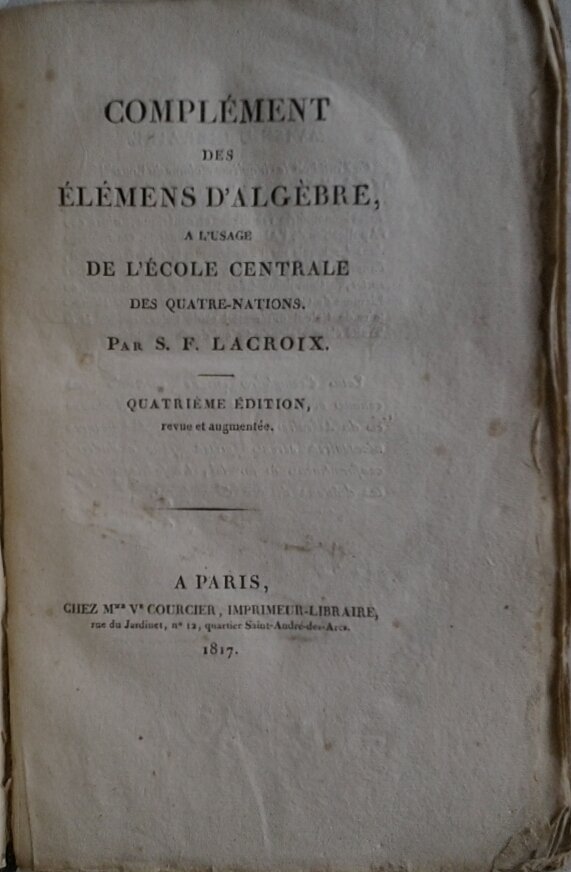 COMPLÉMENT
DES
ÉLÉMENS D'ALGÈBRE,
A L'USAGE
DE L'ÉCOLE CENTRALE
DES QUATRE-NATIONS.
PAR S. F. LACROIX.
QUATRIÈME ÉDITION,
revue et augmentée.
A PARIS,
CHEZ Mme Ve COURCIER, IMPRIMEUR-LIBRAIRE,
rue du Jardinet, nº 12, quartier Saint-André-des-Arcs.
1817.